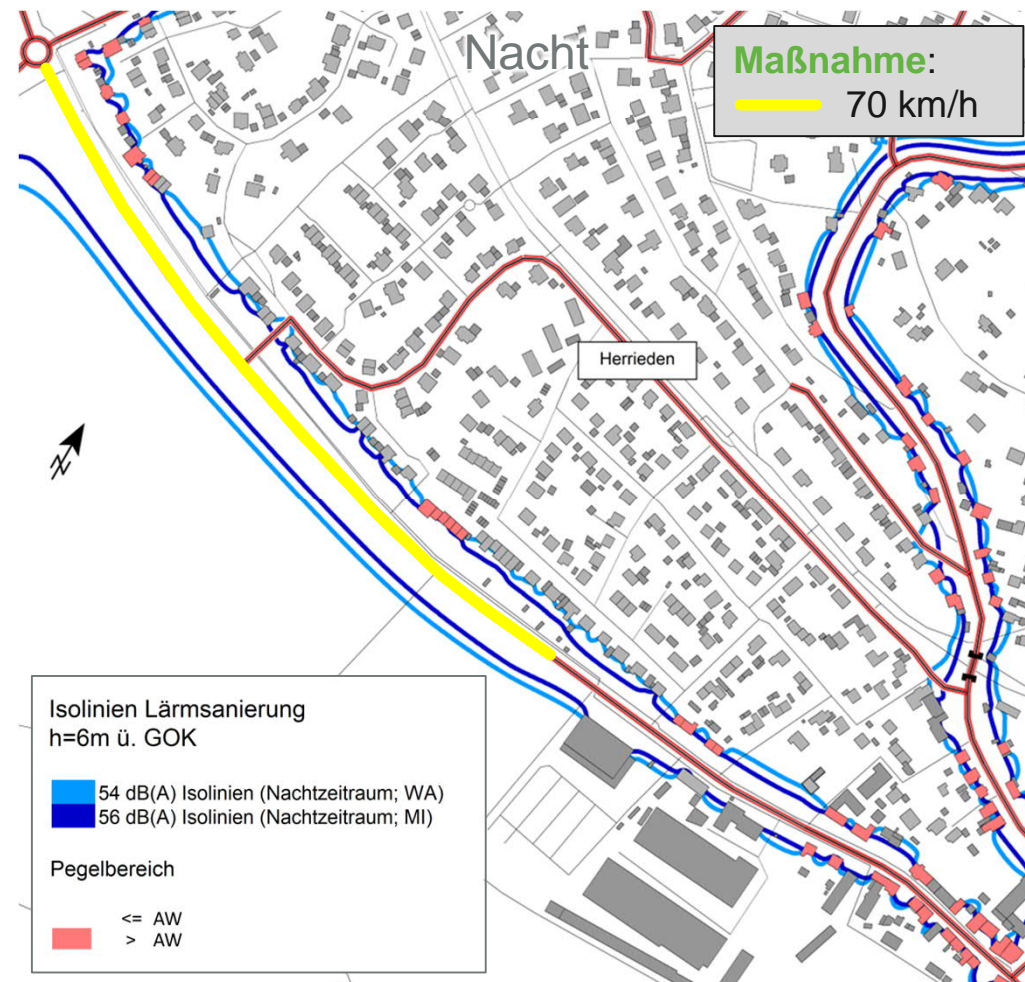 Nacht
Maßnahme:
70 km/h
Herrieden
N
Isolinien Lärmsanierung
h=6m ü. GOK
54 dB(A) Isolinien (Nachtzeitraum; WA)
56 dB(A) Isolinien (Nachtzeitraum; MI)
Pegelbereich
<= AW
> AW